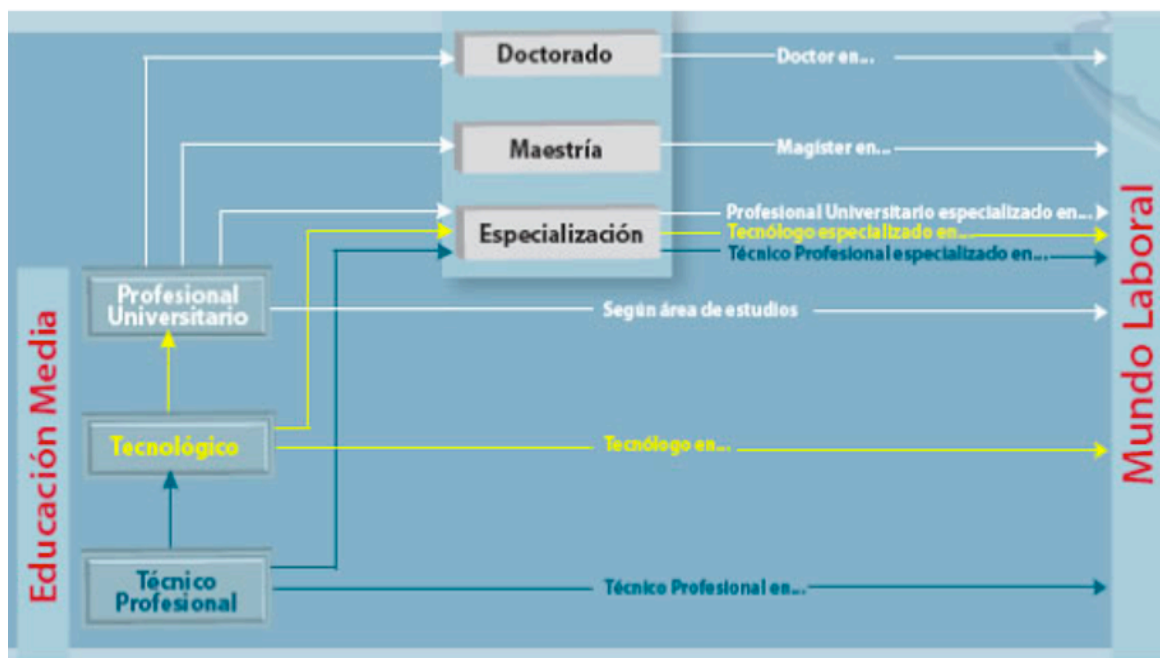 Doctorado
Doctor en...
Maestría
Magíster en...
Especialización
Profesional Universitario especializado en...
Tecnólogo especializado en...
Técnico Profesional especializado en...
Profesional
Universitario
Según área de estudios
Tecnológico
Tecnólogo en...
Técnico
Profesional
Técnico Profesional en...
Educación Media
Mundo Laboral